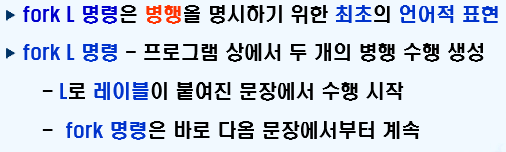 ▶ fork L 명령은 병행을 명시하기 위한 최초의 언어적 표현
▶ fork L 명령 - 프로그램 상에서 두 개의 병행 수행 생성
- L로 레이블이 붙여진 문장에서 수행 시작
- fork 명령은 바로 다음 문장에서부터 계속